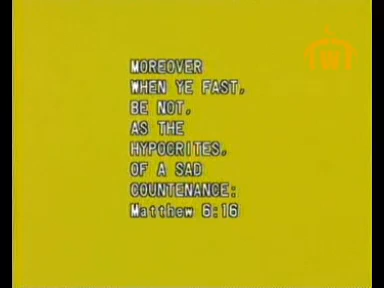 MOREOVER
WHEN YE FAST,
BE NOT,
AS THE
HYPOCRITES,
OF A SAD
COUNTENANCE:
Matthew 6:16